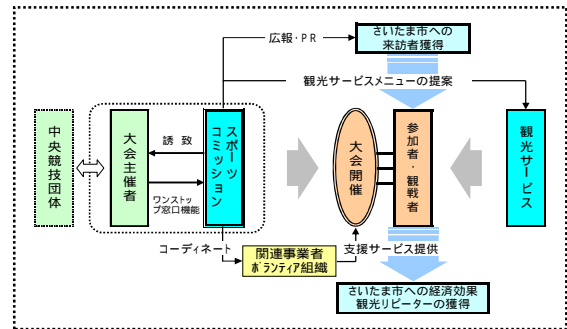 広報・PR
さいたま市への
来訪者獲得
観光サービスメニューの提案
中央競技団体
大会主催者
誘 致
ワンストッ
プ窓口機能
スポーツ
コミッション
大会開催
参加者・観戦者
観光サービス
コーディネート
関連事業者
ボランティア組織
支援サービス提供
さいたま市への経済効果
観光リピーターの獲得